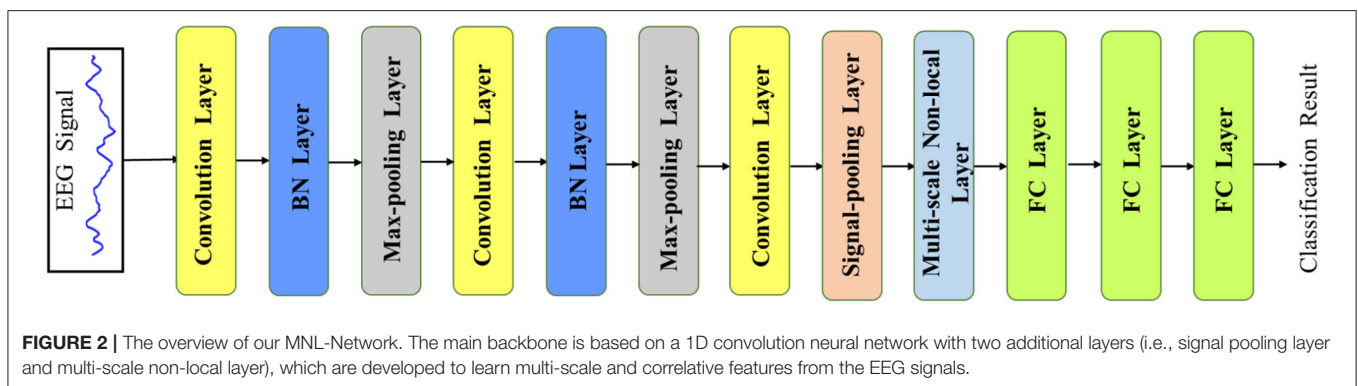 EEG Signal
Convolution Layer
BN Layer
Max-pooling Layer
Convolution Layer
BN Layer
Max-pooling Layer
Convolution Layer
Signal-pooling Layer
Multi-scale Non-local
Layer
FC Layer
FC Layer
FC Layer
Classification Result
FIGURE 2 | The overview of our MNL-Network. The main backbone is based on a 1D convolution neural network with two additional layers (i.e., signal pooling layer
and multi-scale non-local layer), which are developed to learn multi-scale and correlative features from the EEG signals.